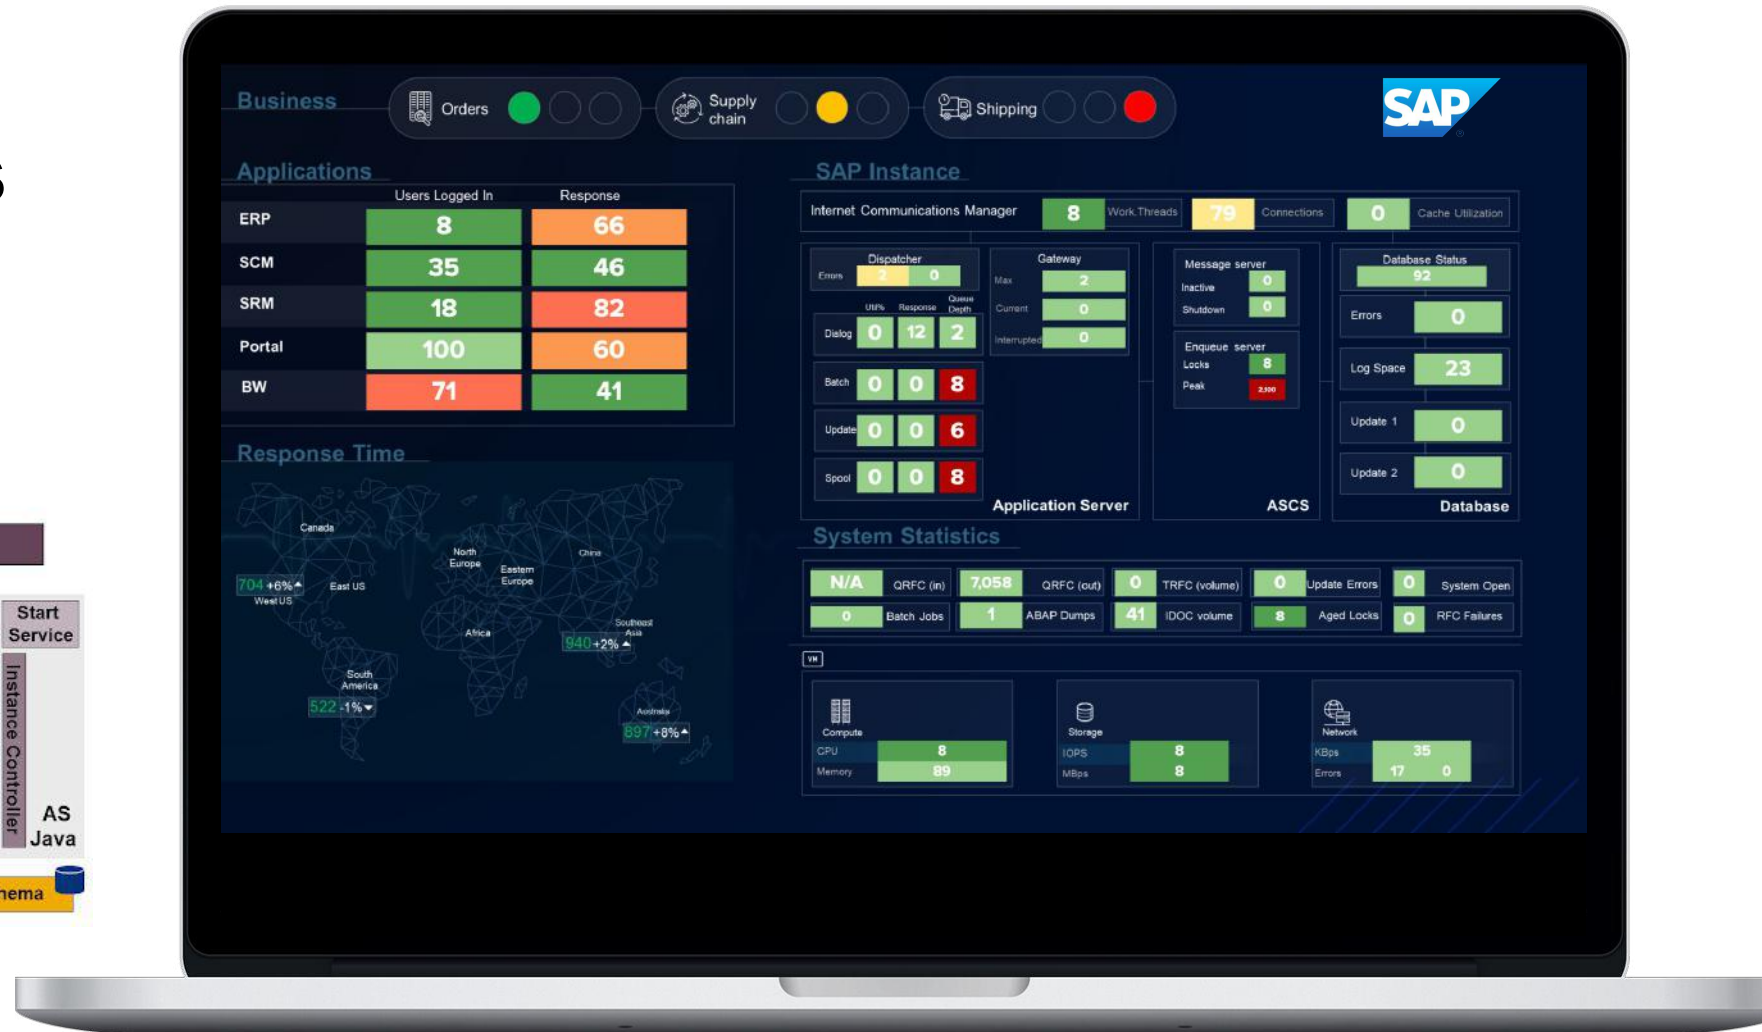 s
Start
Service
Instance Controller
AS
Java
hema
Business
Orders
Supply
chain
Shipping
SAP
®
Applications
Users Logged In Response
ERP 8 66
SCM 35 46
SRM 18 82
Portal 100 60
BW 71 41
Response Time
Canada
North
Europe
Eastern
Europe
China
704 +6%
West US
East US
Africa
Southeast
Asia
940 +2%
South
America
522 -1%
Australia
697 +8%
SAP Instance
Internet Communications Manager 8 Work.Threads 79 Connections 0 Cache Utilization
Dispatcher
Errors 2 0
Util% Response Queue
Depth
Dialog 0 12 2
Batch 0 0 8
Update 0 0 6
Spool 0 0 8
Gateway
Max 2
Current 0
Interrupted 0
Application Server
Message server
Inactive 0
Shutdown 0
Enqueue server
Locks 8
Peak 2,100
ASCS
Database Status
92
Errors 0
Log Space 23
Update 1 0
Update 2 0
Database
System Statistics
N/A QRFC (in) 7,058 QRFC (out) 0 TRFC (volume) 0 Update Errors 0 System Open
0 Batch Jobs 1 ABAP Dumps 41 IDOC volume 8 Aged Locks 0 RFC Failures
VM
Compute
CPU 8
Memory 89
Storage
IOPS 8
MBps 8
Network
KBps 35
Errors 17 0